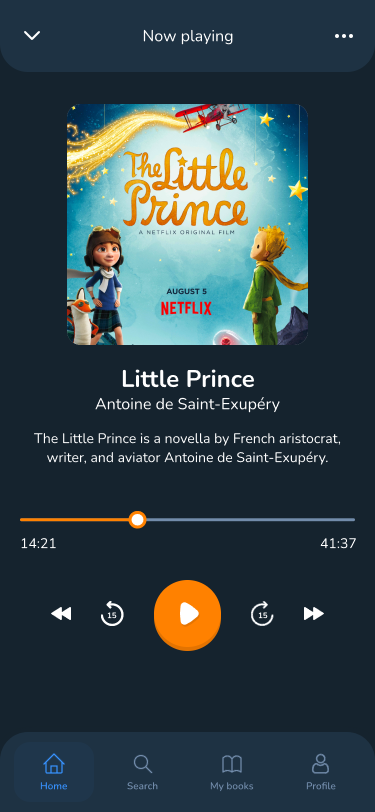 Now playing
The Little
Prince
A NETFLIX ORIGINAL FILM
AUGUST 5
NETFLIX
Little Prince
Antoine de Saint-Exupéry
The Little Prince is a novella by French aristocrat,
writer, and aviator Antoine de Saint-Exupéry.
14:21
41:37
15
15
Home
Search
My books
Profile